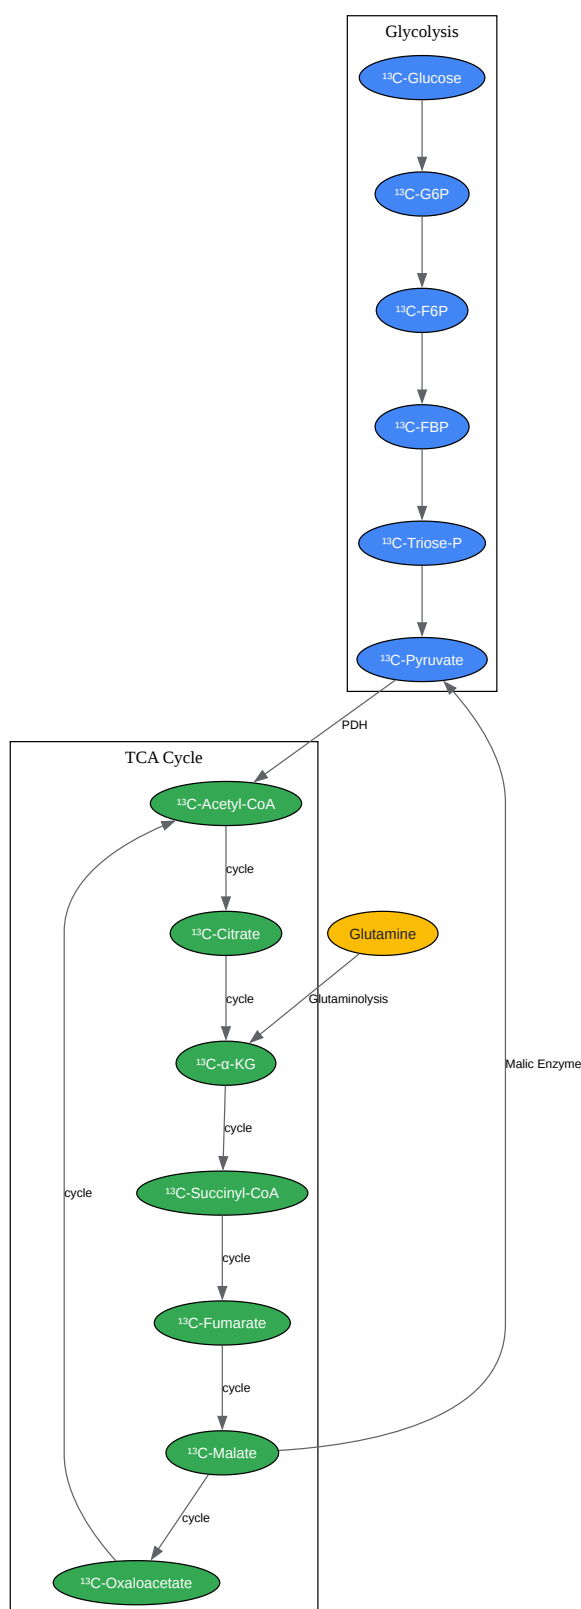 Glycolysis
¹³C-Glucose
¹³C-G6P
¹³C-F6P
¹³C-FBP
¹³C-Triose-P
¹³C-Pyruvate
PDH
TCA Cycle
¹³C-Acetyl-CoA
cycle
¹³C-Citrate
Glutamine
cycle
Glutaminolysis
¹³C-α-KG
Malic Enzyme
cycle
¹³C-Succinyl-CoA
cycle
cycle
¹³C-Fumarate
cycle
¹³C-Malate
cycle
¹³C-Oxaloacetate